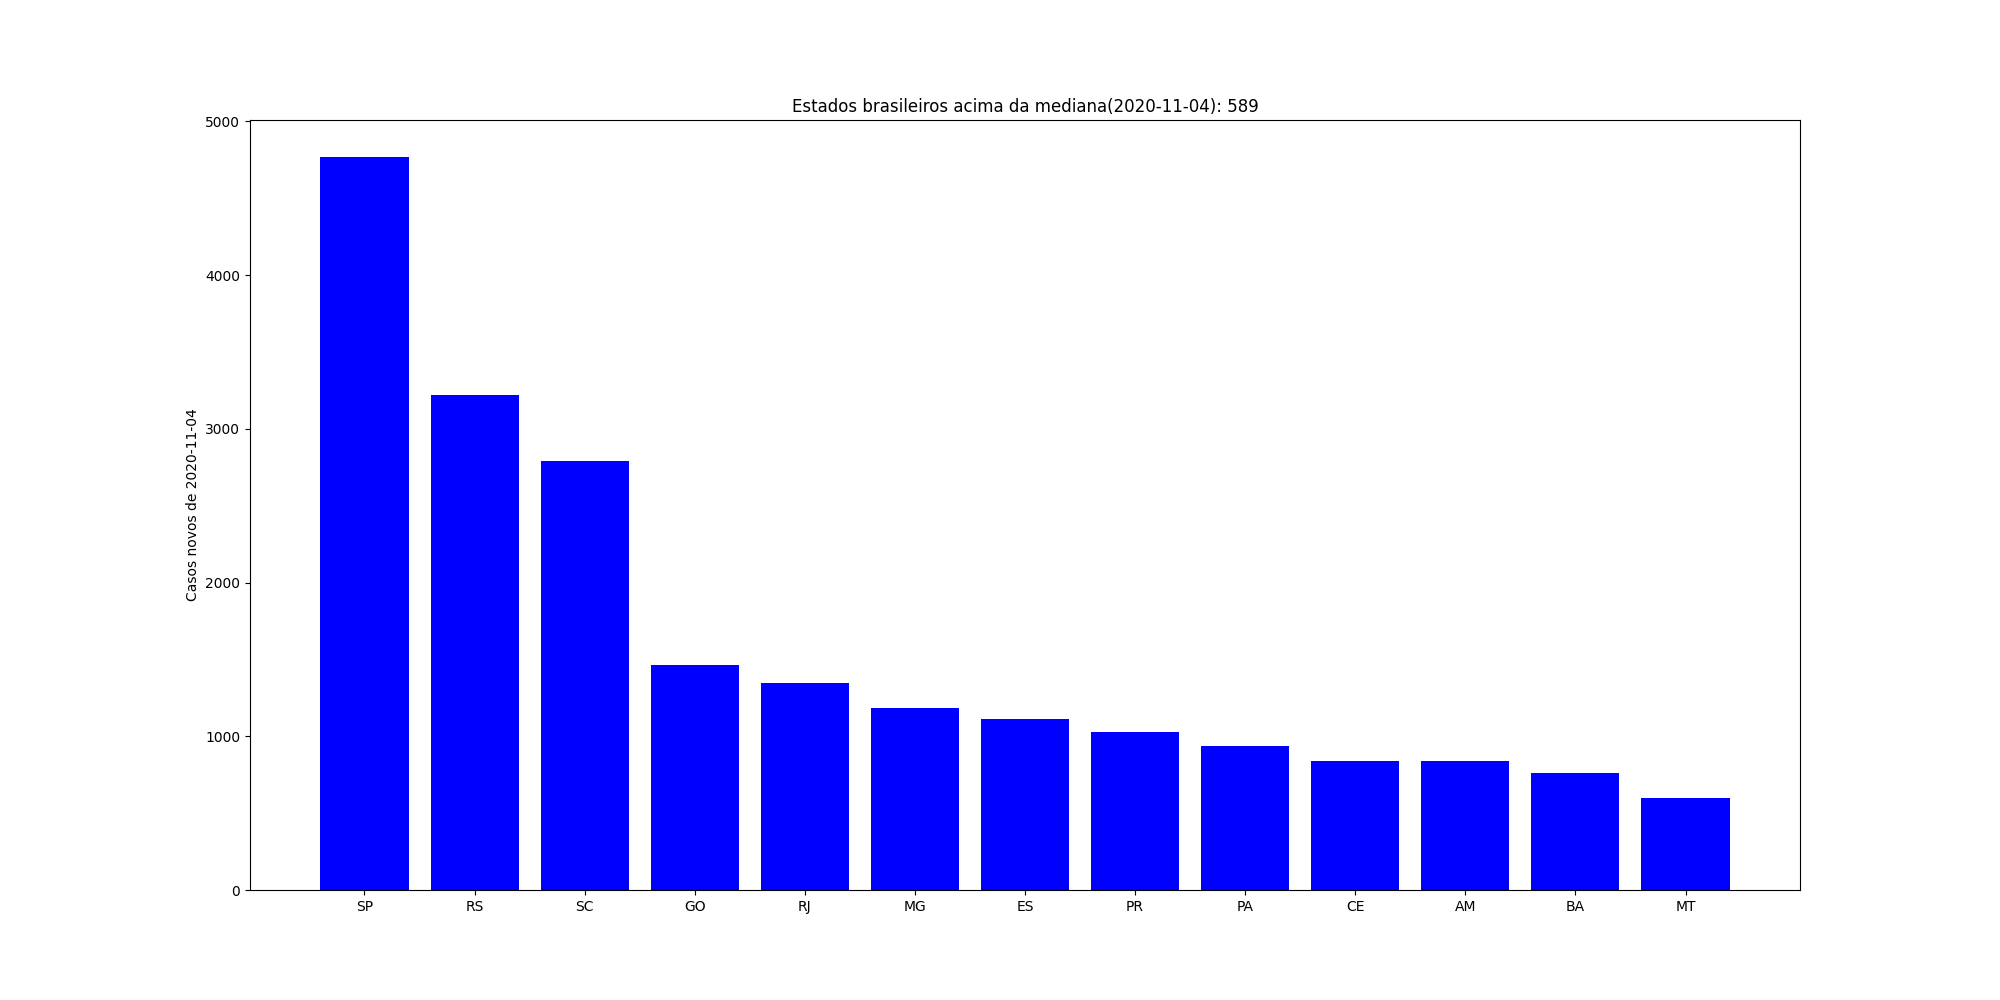 Estados brasileiros acima da mediana(2020-11-04): 589
5000
4000
3000
2000
1000
0
Casos novos de 2020-11-04
SP RS SC GO RJ MG ES PR PA CE AM BA MT